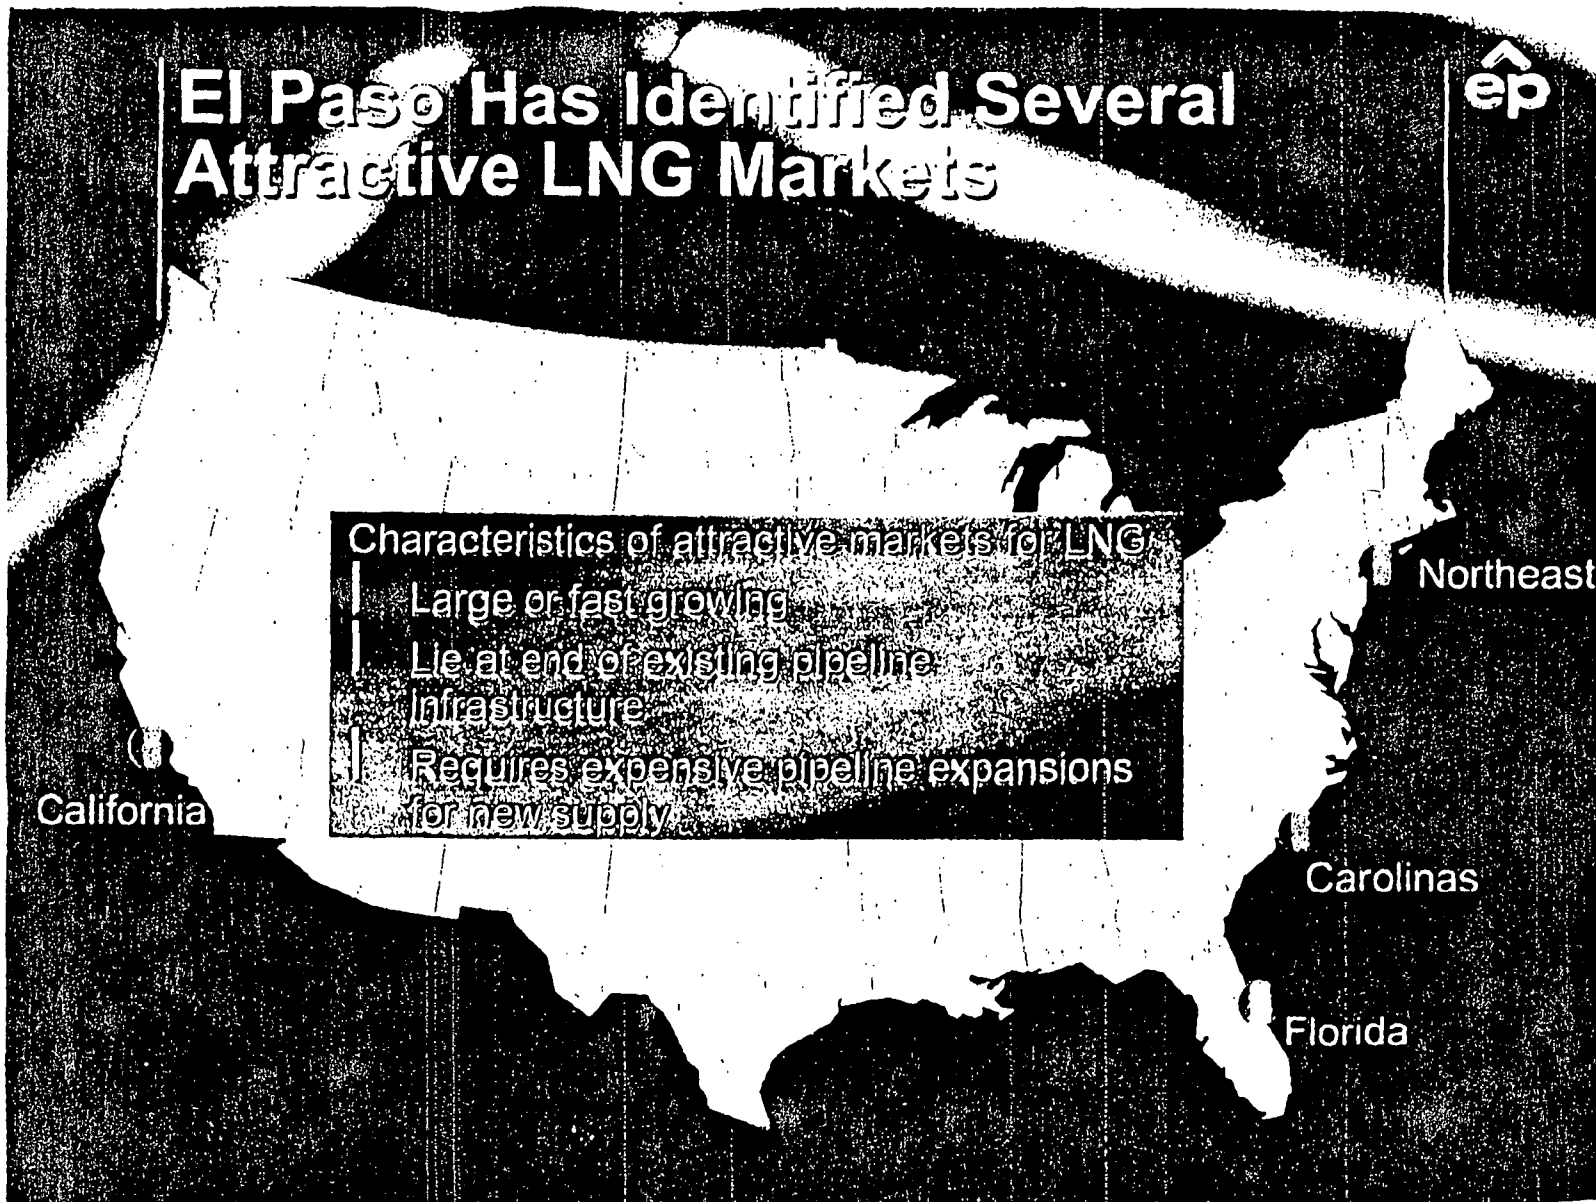 El Paso Has Identified Several
Attractive LNG Markets
ep
Characteristics of attractive markets for LNG
Large or fast growing
Lie at end of existing pipeline
infrastructure
Requires expensive pipeline expansions
for new supply
Northeast
California
Carolinas
Florida